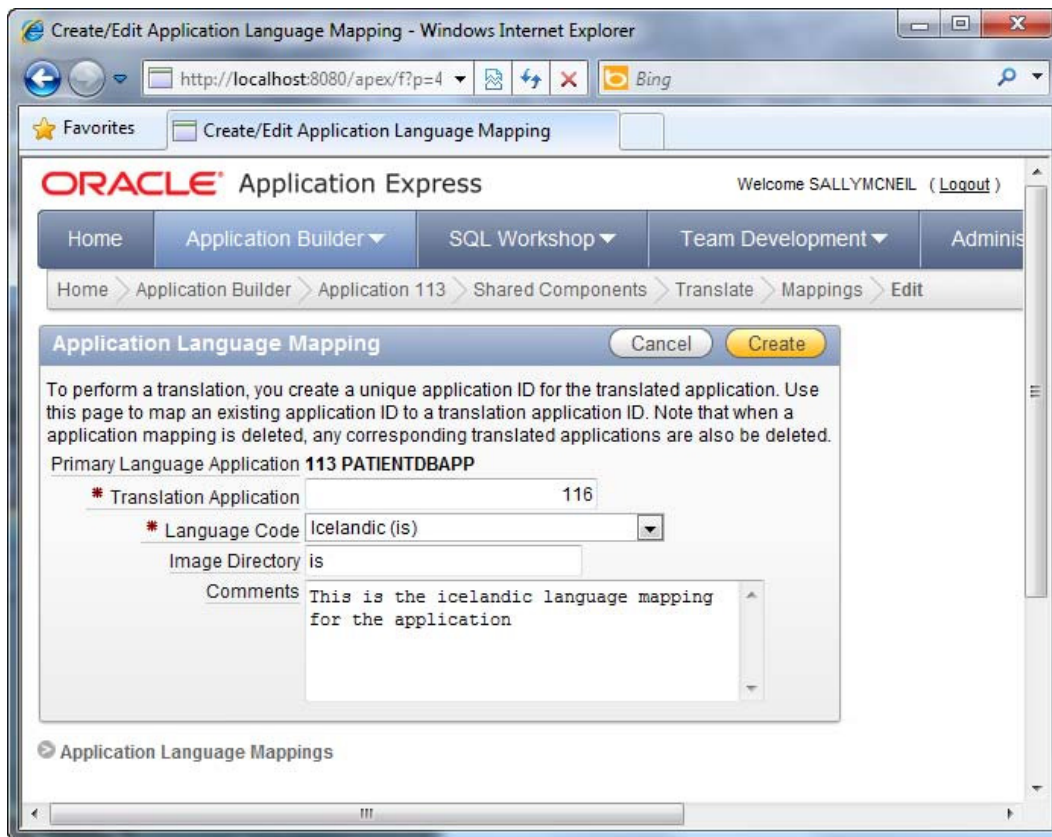 Create/Edit Application Language Mapping - Windows Internet Explorer
http://localhost:8080/apex/f?p=4
Bing
Favorites
Create/Edit Application Language Mapping
ORACLE Application Express
Welcome SALLYMCNEIL ( Logout )
Home Application Builder SQL Workshop Team Development Adminis
Home Application Builder Application 113 Shared Components Translate Mappings Edit
Application Language Mapping
Cancel Create
To perform a translation, you create a unique application ID for the translated application. Use
this page to map an existing application ID to a translation application ID. Note that when a
application mapping is deleted, any corresponding translated applications are also be deleted.
Primary Language Application 113 PATIENTDBAPP
* Translation Application 116
* Language Code Icelandic (is)
Image Directory is
Comments This is the icelandic language mapping
for the application
Application Language Mappings